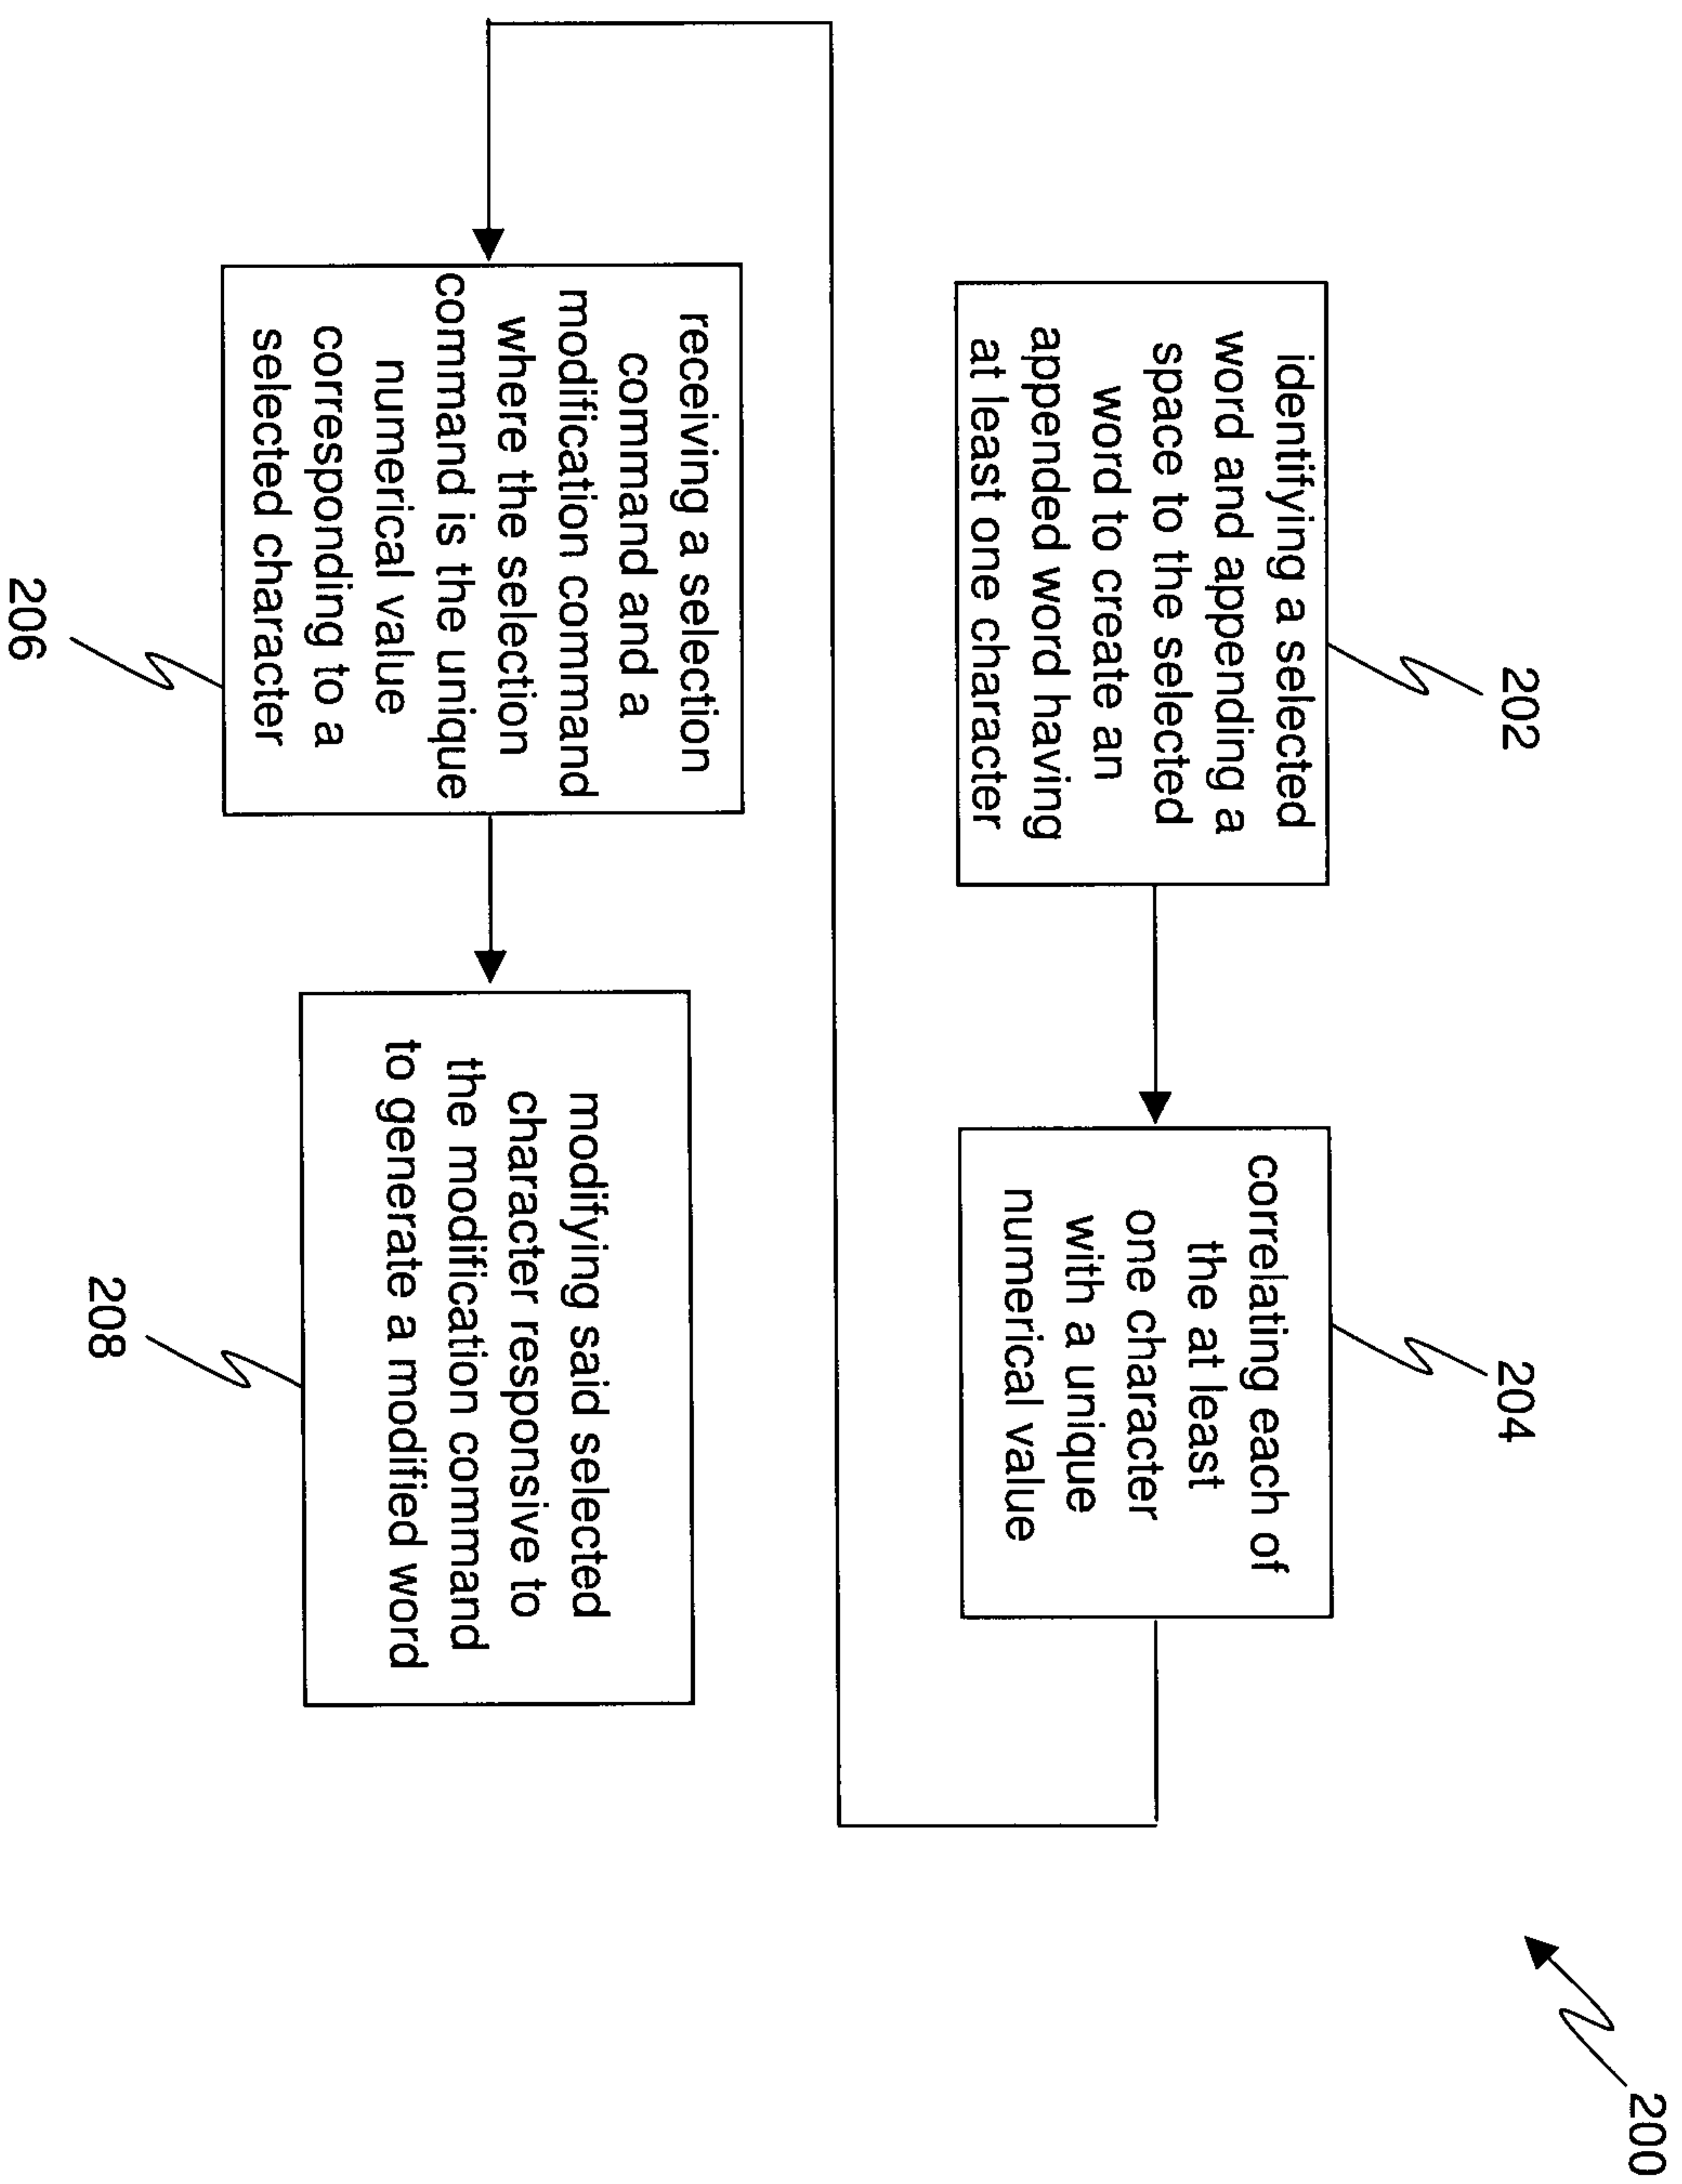 200
202
identifying a selected
word and appending a
space to the selected
word to create an
appended word having
at least one character
204
correlating each of
the at least
one character
with a unique
numerical value
receiving a selection
command and a
modification command
where the selection
command is the unique
numerical value
corresponding to a
selected character
206
modifying said selected
character responsive to
the modification command
to generate a modified word
208